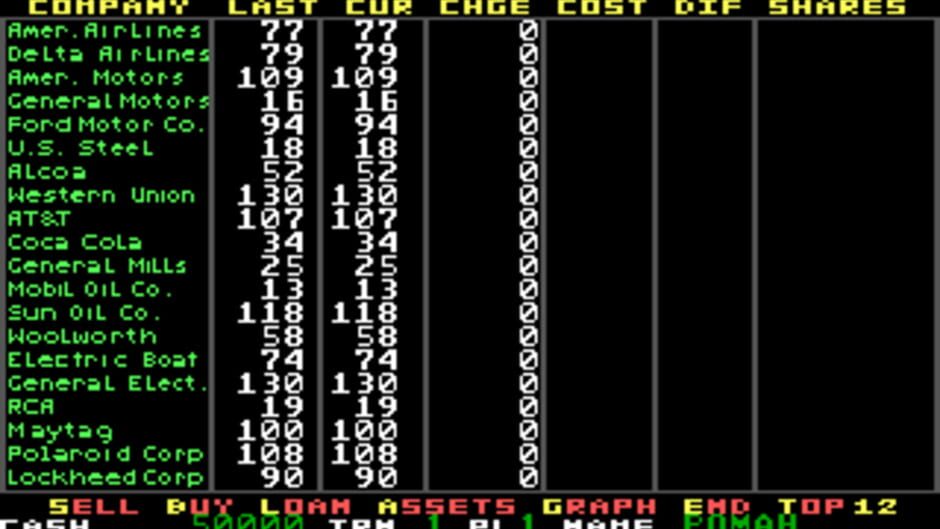 COMPANY LAST CUR CHGE COST DIF SHARES
Amer.AirLines 77 77 0
Delta AirLines 79 79 0
Amer. Motors 109 109 0
General Motors 16 16 0
Ford Motor Co. 94 94 0
U.S. Steel 18 18 0
Alcoa 52 52 0
Western Union 130 130 0
AT&T 107 107 0
Coca Cola 34 34 0
General Mills 25 25 0
Mobil Oil Co. 13 13 0
Sun Oil Co. 118 118 0
Woolworth 58 58 0
Electric Boat 74 74 0
General Elect. 130 130 0
RCA 19 19 0
Maytag 100 100 0
Polaroid Corp 108 108 0
Lockheed Corp 90 90 0
SELL BUY LOAN ASSETS GRAPH END TOP12
CASH 50000 TRN 1 PL1 NAME